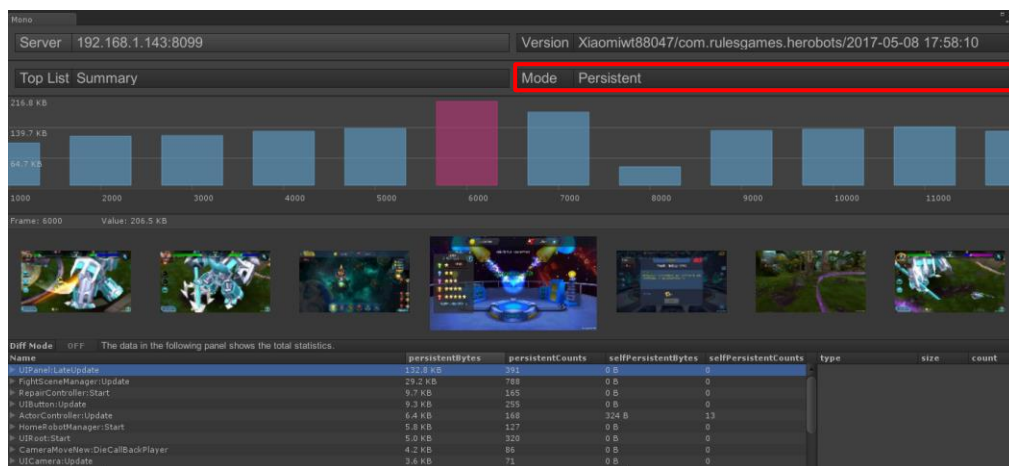 Mono
Server 192.168.1.143:8099 Version Xiaomiwt88047/com.rulesgames.herobots/2017-05-08 17:58:10
Top List Summary Mode Persistent
216.8 KB
139.7 KB
64.7 KB
1000 2000 3000 4000 5000 6000 7000 8000 9000 10000 11000
Frame: 6000 Value: 206.5 KB
Diff Mode OFF The data in the following panel shows the total statistics.
Name persistentBytes persistentCounts selfPersistentBytes selfPersistentCounts type size count
UIPanel:LateUpdate 132.8 KB 391 0 B 0
FightSceneManager:Update 29.2 KB 788 0 B 0
RepairController:Start 9.7 KB 165 0 B 0
UIButton:Update 9.3 KB 255 0 B 0
ActorController:Update 6.4 KB 168 324 B 13
HomeRobotManager:Start 5.8 KB 127 0 B 0
UIRoot:Start 5.0 KB 320 0 B 0
CameraMoveNew:DieCallBackPlayer 4.2 KB 86 0 B 0
UICamera:Update 3.6 KB 71 0 B 0